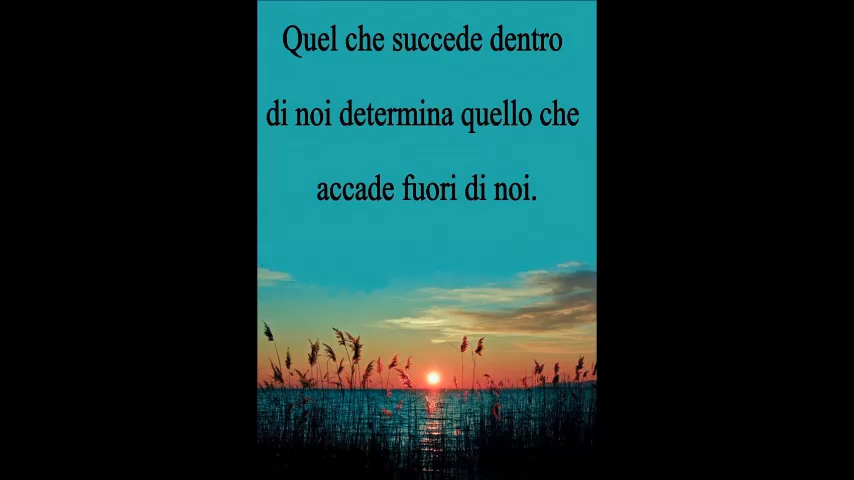 Quel che succede dentro
di noi determina quello che
accade fuori di noi.